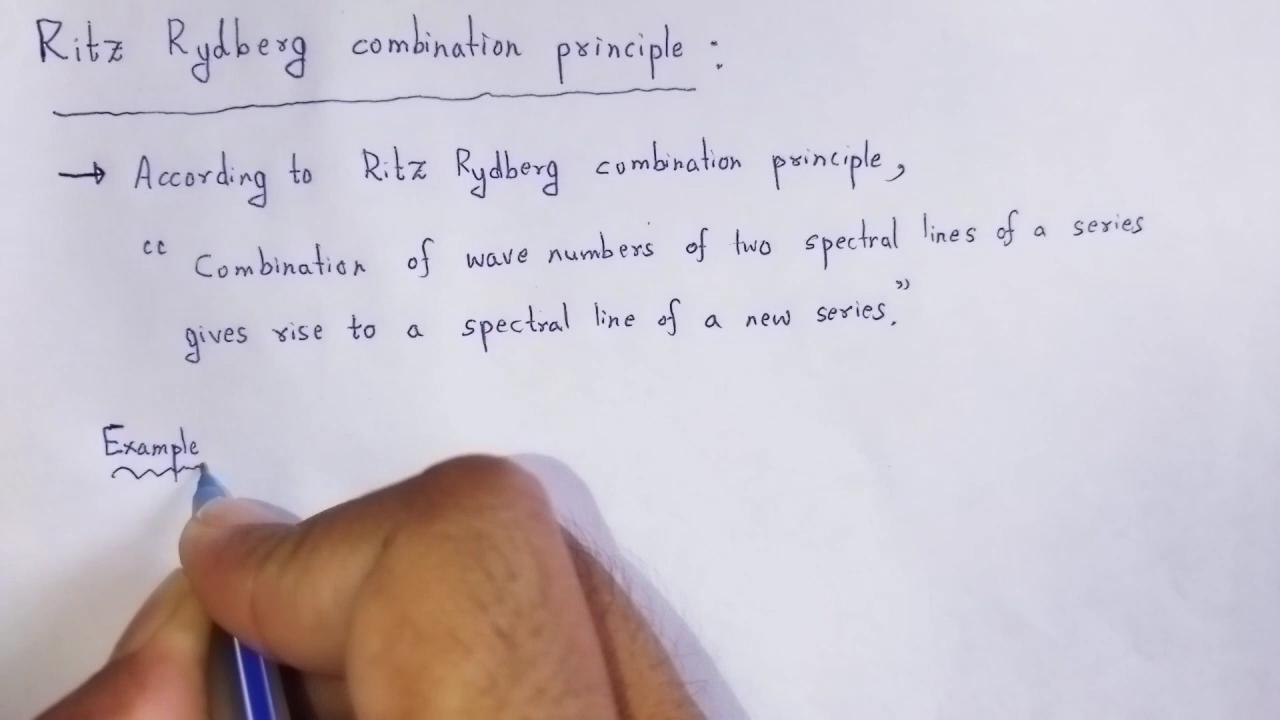 Ritz Rydberg combination principle :
→ According to Ritz Rydberg combination principle,
“ Combination of wave numbers of two spectral lines of a series
gives rise to a spectral line of a new series.”
Example